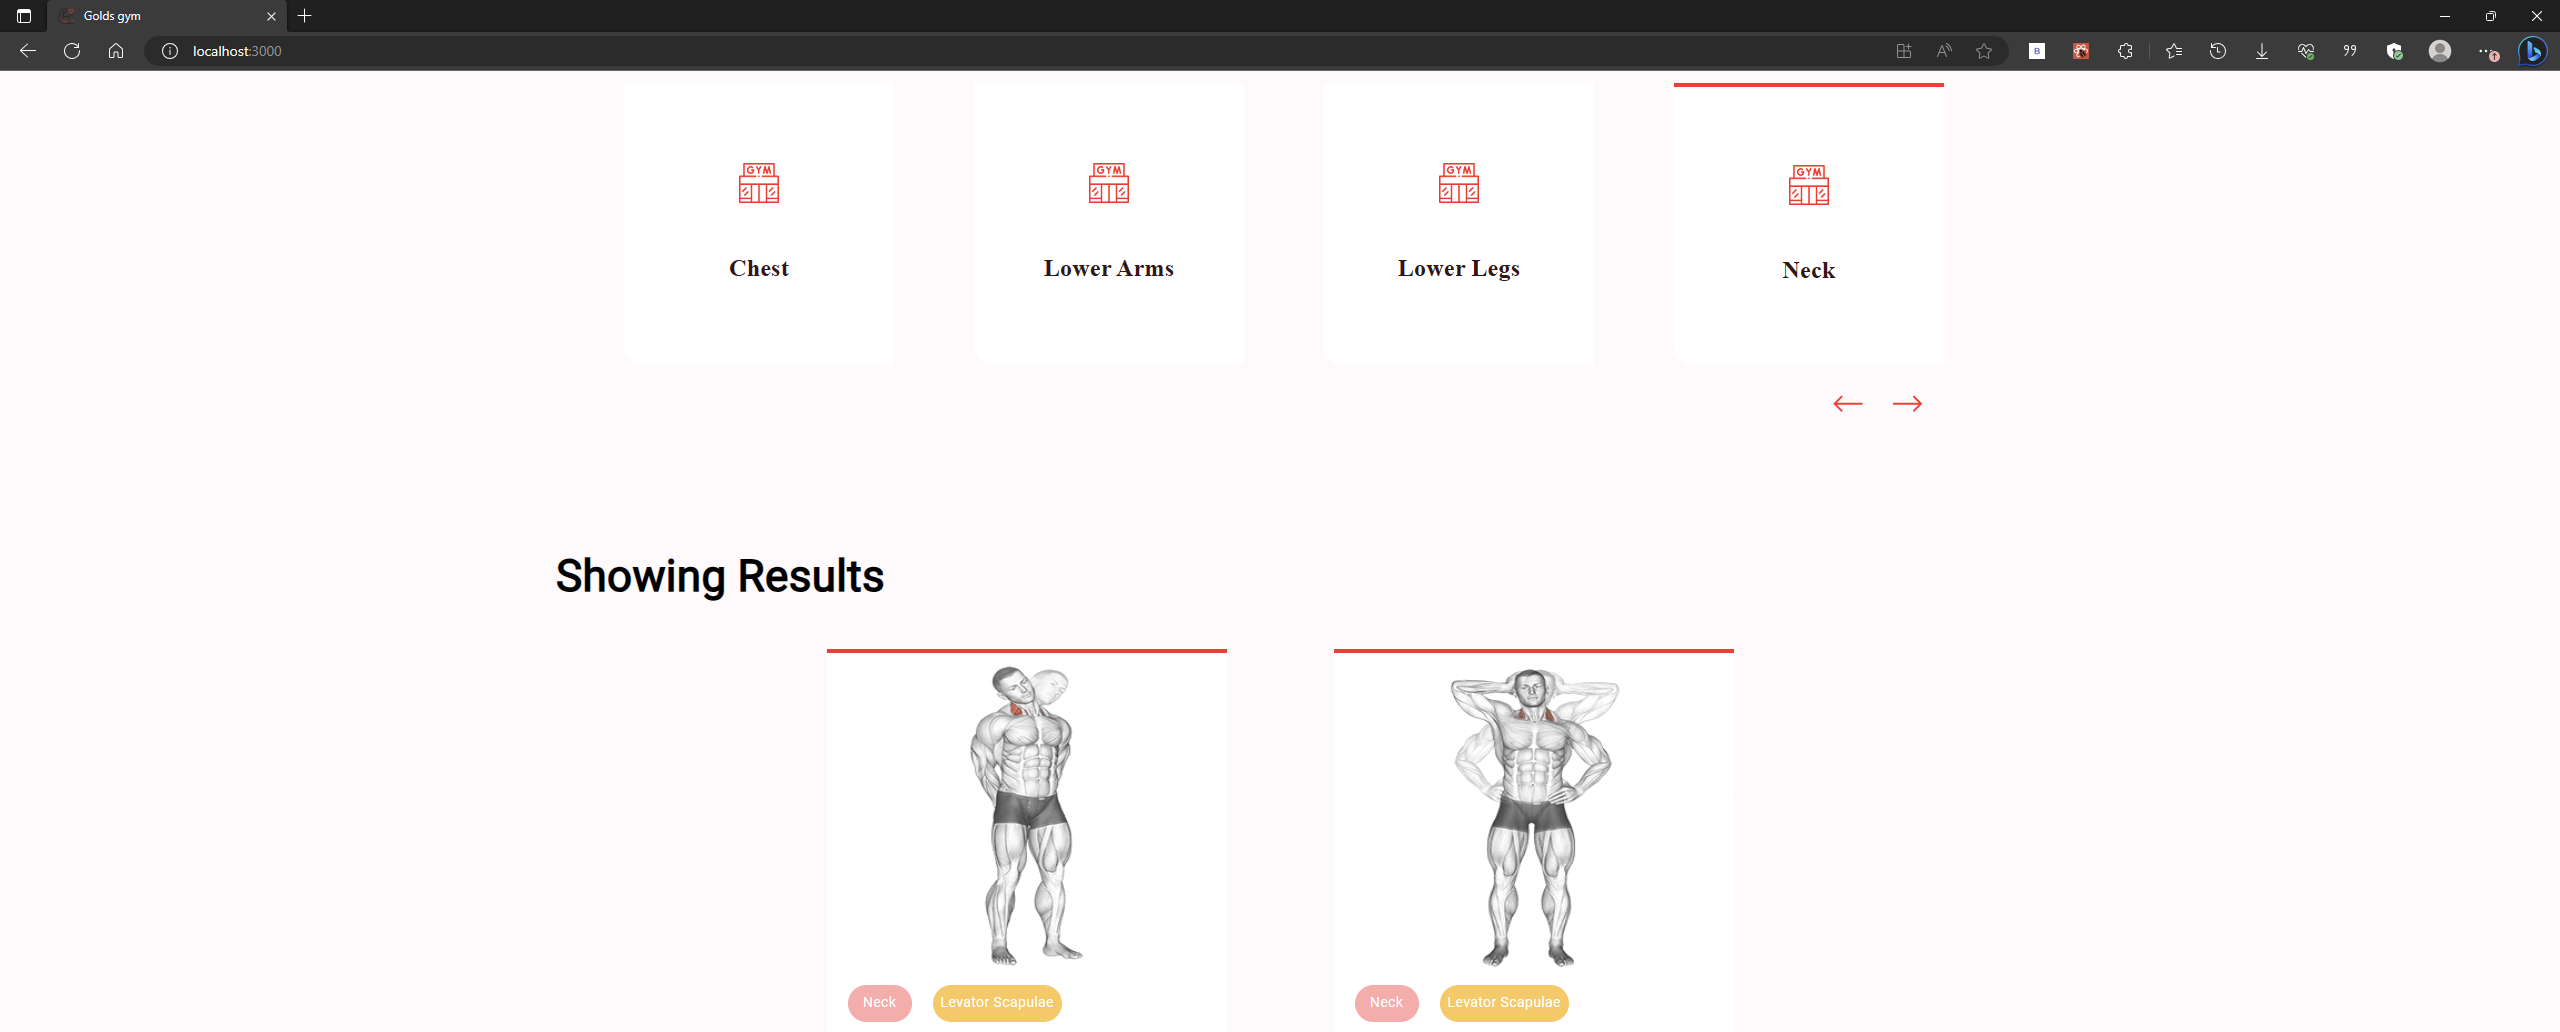 Golds gym
localhost:3000
GYM GYM GYM GYM
Chest Lower Arms Lower Legs Neck
Showing Results
Neck Levator Scapulae Neck Levator Scapulae